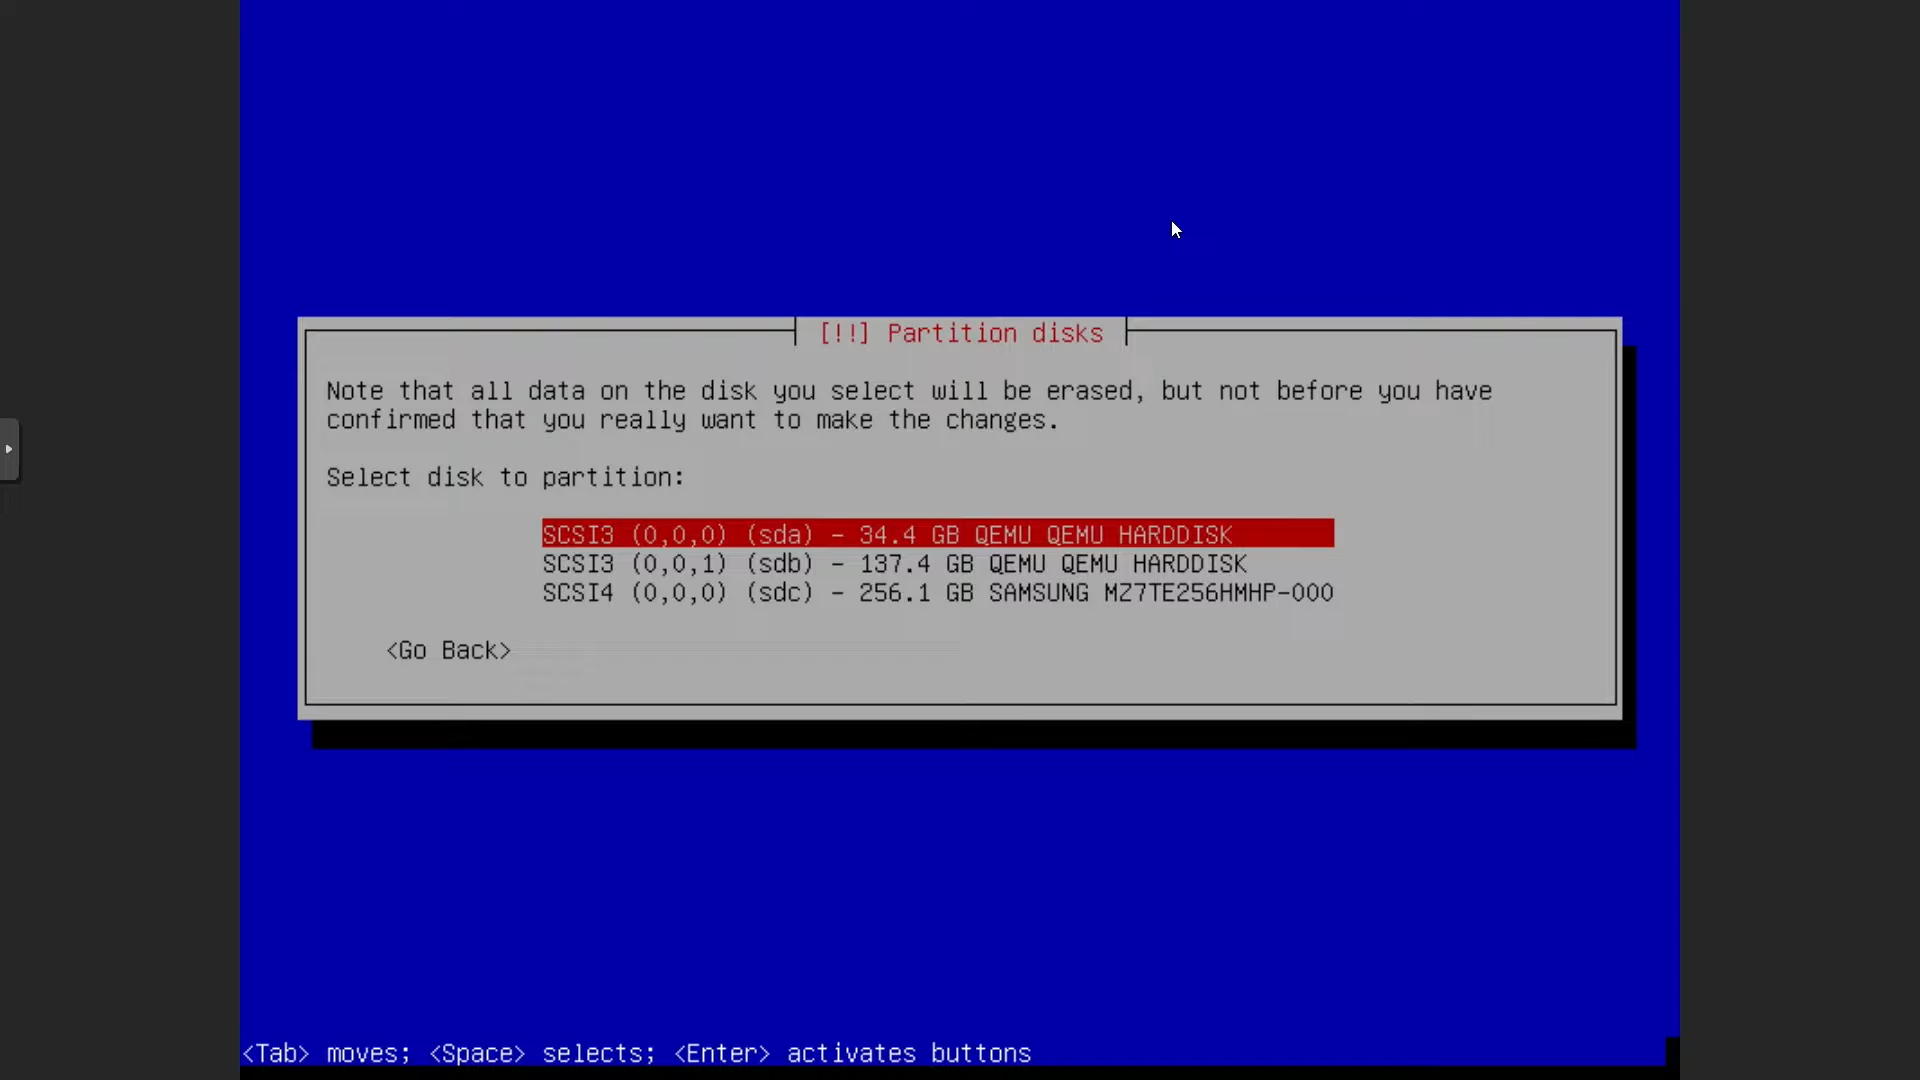 [!!] Partition disks
Note that all data on the disk you select will be erased, but not before you have
confirmed that you really want to make the changes.
Select disk to partition:
SCSI3 (0,0,0) (sda) - 34.4 GB QEMU QEMU HARDDISK
SCSI3 (0,0,1) (sdb) - 137.4 GB QEMU QEMU HARDDISK
SCSI4 (0,0,0) (sdc) - 256.1 GB SAMSUNG MZ7TE256HMHP-000
<Go Back>
<Tab> moves; <Space> selects; <Enter> activates buttons